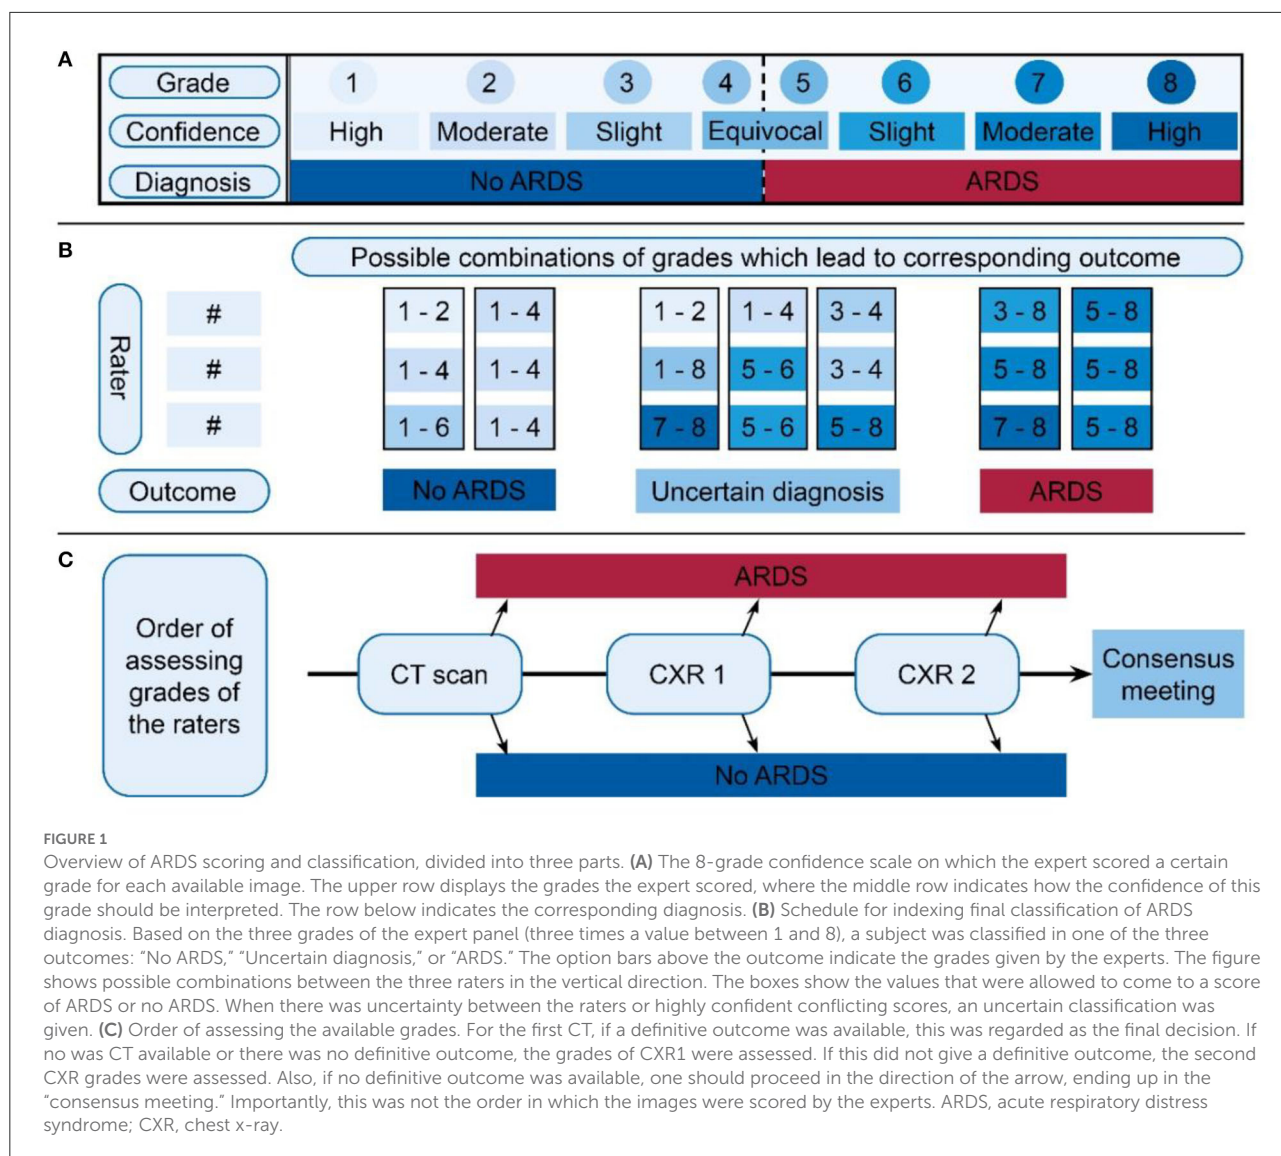 A
Grade 1 2 3 4 5 6 7 8
Confidence High Moderate Slight Equivocal Slight Moderate High
Diagnosis No ARDS ARDS
B
Possible combinations of grades which lead to corresponding outcome
Rater
# 1 - 2 1 - 4 1 - 2 1 - 4 3 - 4 3 - 8 5 - 8
# 1 - 4 1 - 4 1 - 8 5 - 6 3 - 4 5 - 8 5 - 8
# 1 - 6 1 - 4 7 - 8 5 - 6 5 - 8 7 - 8 5 - 8
Outcome No ARDS Uncertain diagnosis ARDS
C
Order of
assessing
grades of
the raters
ARDS
CT scan CXR 1 CXR 2
Consensus
meeting
No ARDS
FIGURE 1
Overview of ARDS scoring and classification, divided into three parts. (A) The 8-grade confidence scale on which the expert scored a certain
grade for each available image. The upper row displays the grades the expert scored, where the middle row indicates how the confidence of this
grade should be interpreted. The row below indicates the corresponding diagnosis. (B) Schedule for indexing final classification of ARDS
diagnosis. Based on the three grades of the expert panel (three times a value between 1 and 8), a subject was classified in one of the three
outcomes: “No ARDS,” “Uncertain diagnosis,” or “ARDS.” The option bars above the outcome indicate the grades given by the experts. The figure
shows possible combinations between the three raters in the vertical direction. The boxes show the values that were allowed to come to a score
of ARDS or no ARDS. When there was uncertainty between the raters or highly confident conflicting scores, an uncertain classification was
given. (C) Order of assessing the available grades. For the first CT, if a definitive outcome was available, this was regarded as the final decision. If
no was CT available or there was no definitive outcome, the grades of CXR1 were assessed. If this did not give a definitive outcome, the second
CXR grades were assessed. Also, if no definitive outcome was available, one should proceed in the direction of the arrow, ending up in the
“consensus meeting.” Importantly, this was not the order in which the images were scored by the experts. ARDS, acute respiratory distress
syndrome; CXR, chest x-ray.